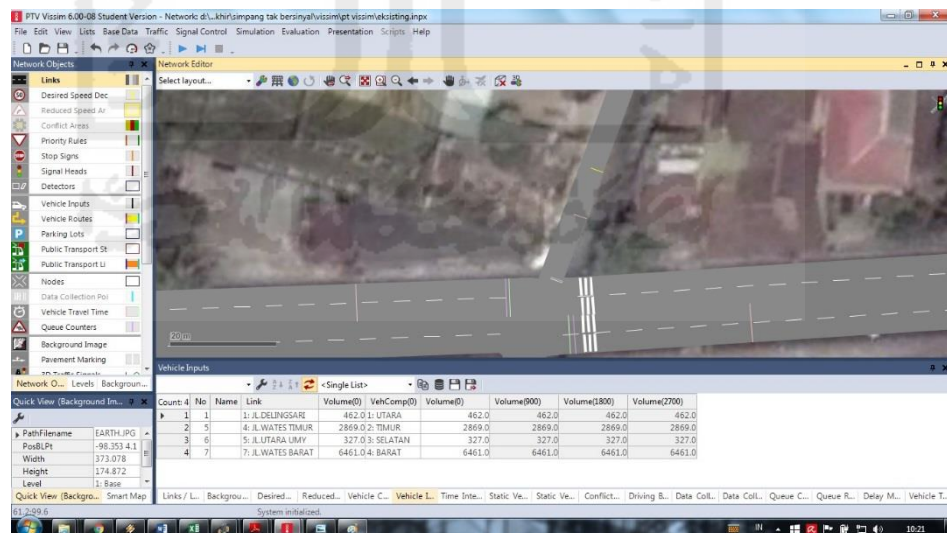 PTV Vissim 6.00-08 Student Version - Network: d:\...khir\simpang tak bersinyal\vissim\pt vissim\eksisting.inpx
File Edit View Lists Base Data Traffic Signal Control Simulation Evaluation Presentation Scripts Help
Network Objects
Network Editor
Select layout...
Links
Desired Speed Dec
Reduced Speed Ar
Conflict Areas
Priority Rules
Stop Signs
Signal Heads
Detectors
Vehicle Inputs
Vehicle Routes
Parking Lots
Public Transport St
Public Transport Li
Nodes
Data Collection Poi
Vehicle Travel Time
Queue Counters
Background Image
Pavement Marking
3D Traffic Signals
20 m
Network O... Levels Backgroun...
Vehicle Inputs
<Single List>
Quick View (Background Im...
PathFilename EARTH.JPG
PosBLPt -98.353 4.1
Width 373.078
Height 174.872
Level 1: Base
Quick View (Backgro... Smart Map
Count: 4 No Name Link Volume(0) VehComp(0) Volume(0) Volume(900) Volume(1800) Volume(2700)
1 1 1: JL.DELINGSARI 462.0 1: UTARA 462.0 462.0 462.0 462.0
2 5 4: JL.WATES TIMUR 2869.0 2: TIMUR 2869.0 2869.0 2869.0 2869.0
3 6 5: JL.UTARA UMY 327.0 3: SELATAN 327.0 327.0 327.0 327.0
4 7 7: JL.WATES BARAT 6461.0 4: BARAT 6461.0 6461.0 6461.0 6461.0
Links / L... Backgrou... Desired... Reduced... Vehicle C... Vehicle I... Time Inte... Static Ve... Static Ve... Conflict... Driving B... Data Coll... Data Coll... Queue C... Queue R... Delay M... Vehicle T...
61.2:99.6
System initialized.
IN
10:21